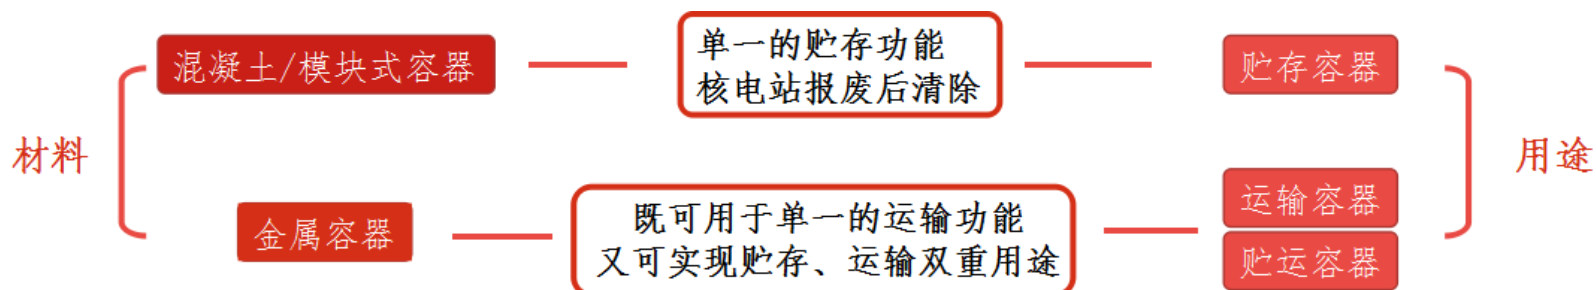 材料
混凝土/模块式容器
单一的贮存功能
核电站报废后清除
贮存容器
金属容器
既可用于单一的运输功能
又可实现贮存、运输双重用途
运输容器
贮运容器
用途